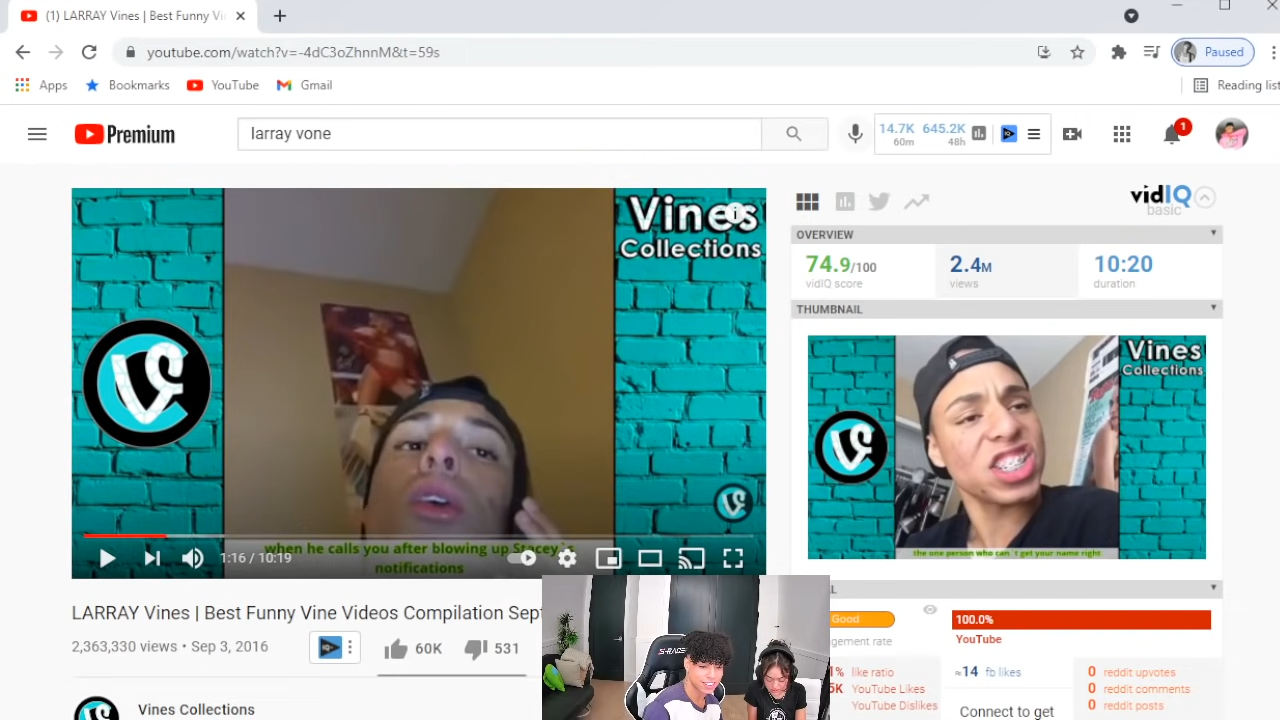 (1) LARRAY Vines | Best Funny Vi
youtube.com/watch?v=-4dC3oZhnnM&t=59s
Paused
Apps
Bookmarks
YouTube
Gmail
Reading list
Premium
larray vone
14.7K 645.2K
60m 48h
1
Vines
Collections
vidIQ
basic
OVERVIEW
74.9/100
vidIQ score
2.4M
views
10:20
duration
THUMBNAIL
Vines
Collections
the one person who can`t get your name right
when he calls you after blowing up Stacey`s
notifications
1:16 / 10:19
LARRAY Vines | Best Funny Vine Videos Compilation Sept
2,363,330 views • Sep 3, 2016
60K
531
Vines Collections
S-RACER
Good
100.0%
YouTube
like ratio
YouTube Likes
YouTube Dislikes
≈14 fb likes
Connect to get
0 reddit upvotes
0 reddit comments
0 reddit posts